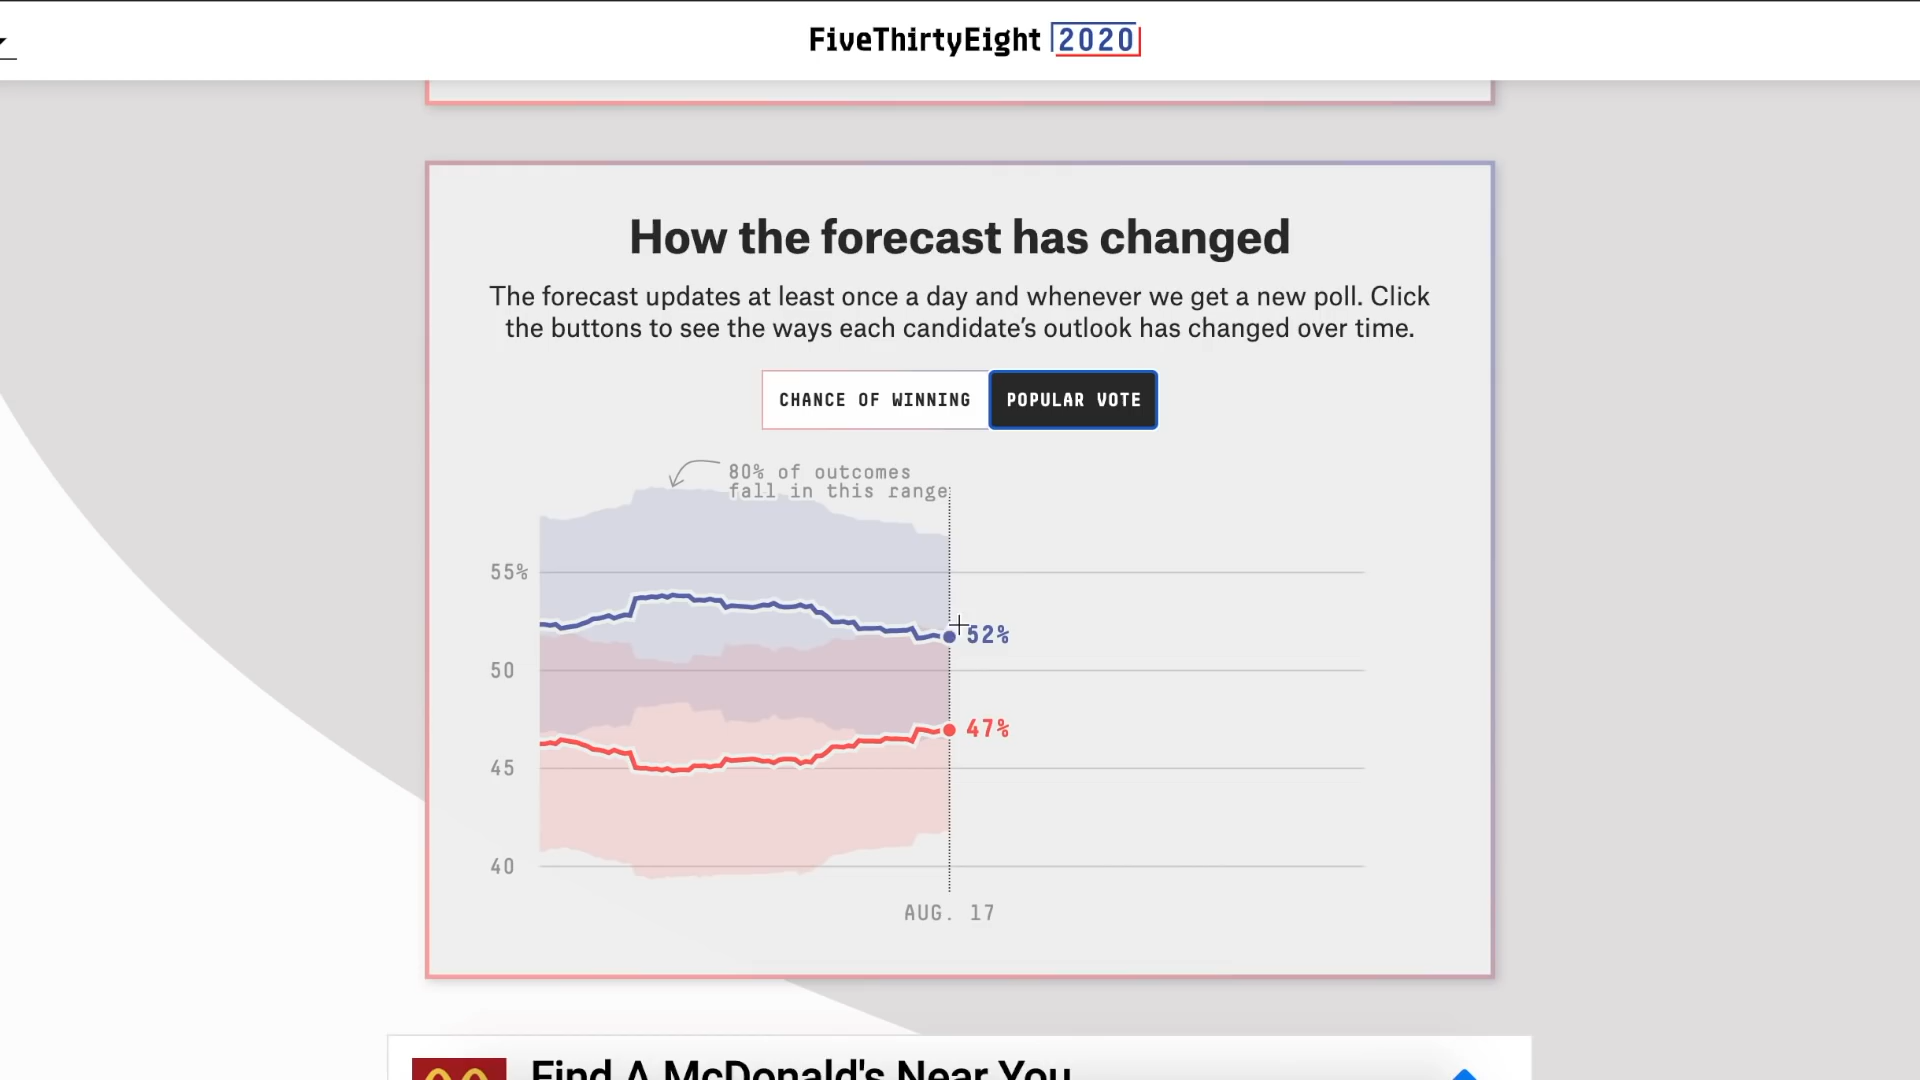 FiveThirtyEight 2020
How the forecast has changed
The forecast updates at least once a day and whenever we get a new poll. Click
the buttons to see the ways each candidate’s outlook has changed over time.
CHANCE OF WINNING
POPULAR VOTE
80% of outcomes
fall in this range
55%
52%
50
47%
45
40
AUG. 17
Find A McDonald's Near You